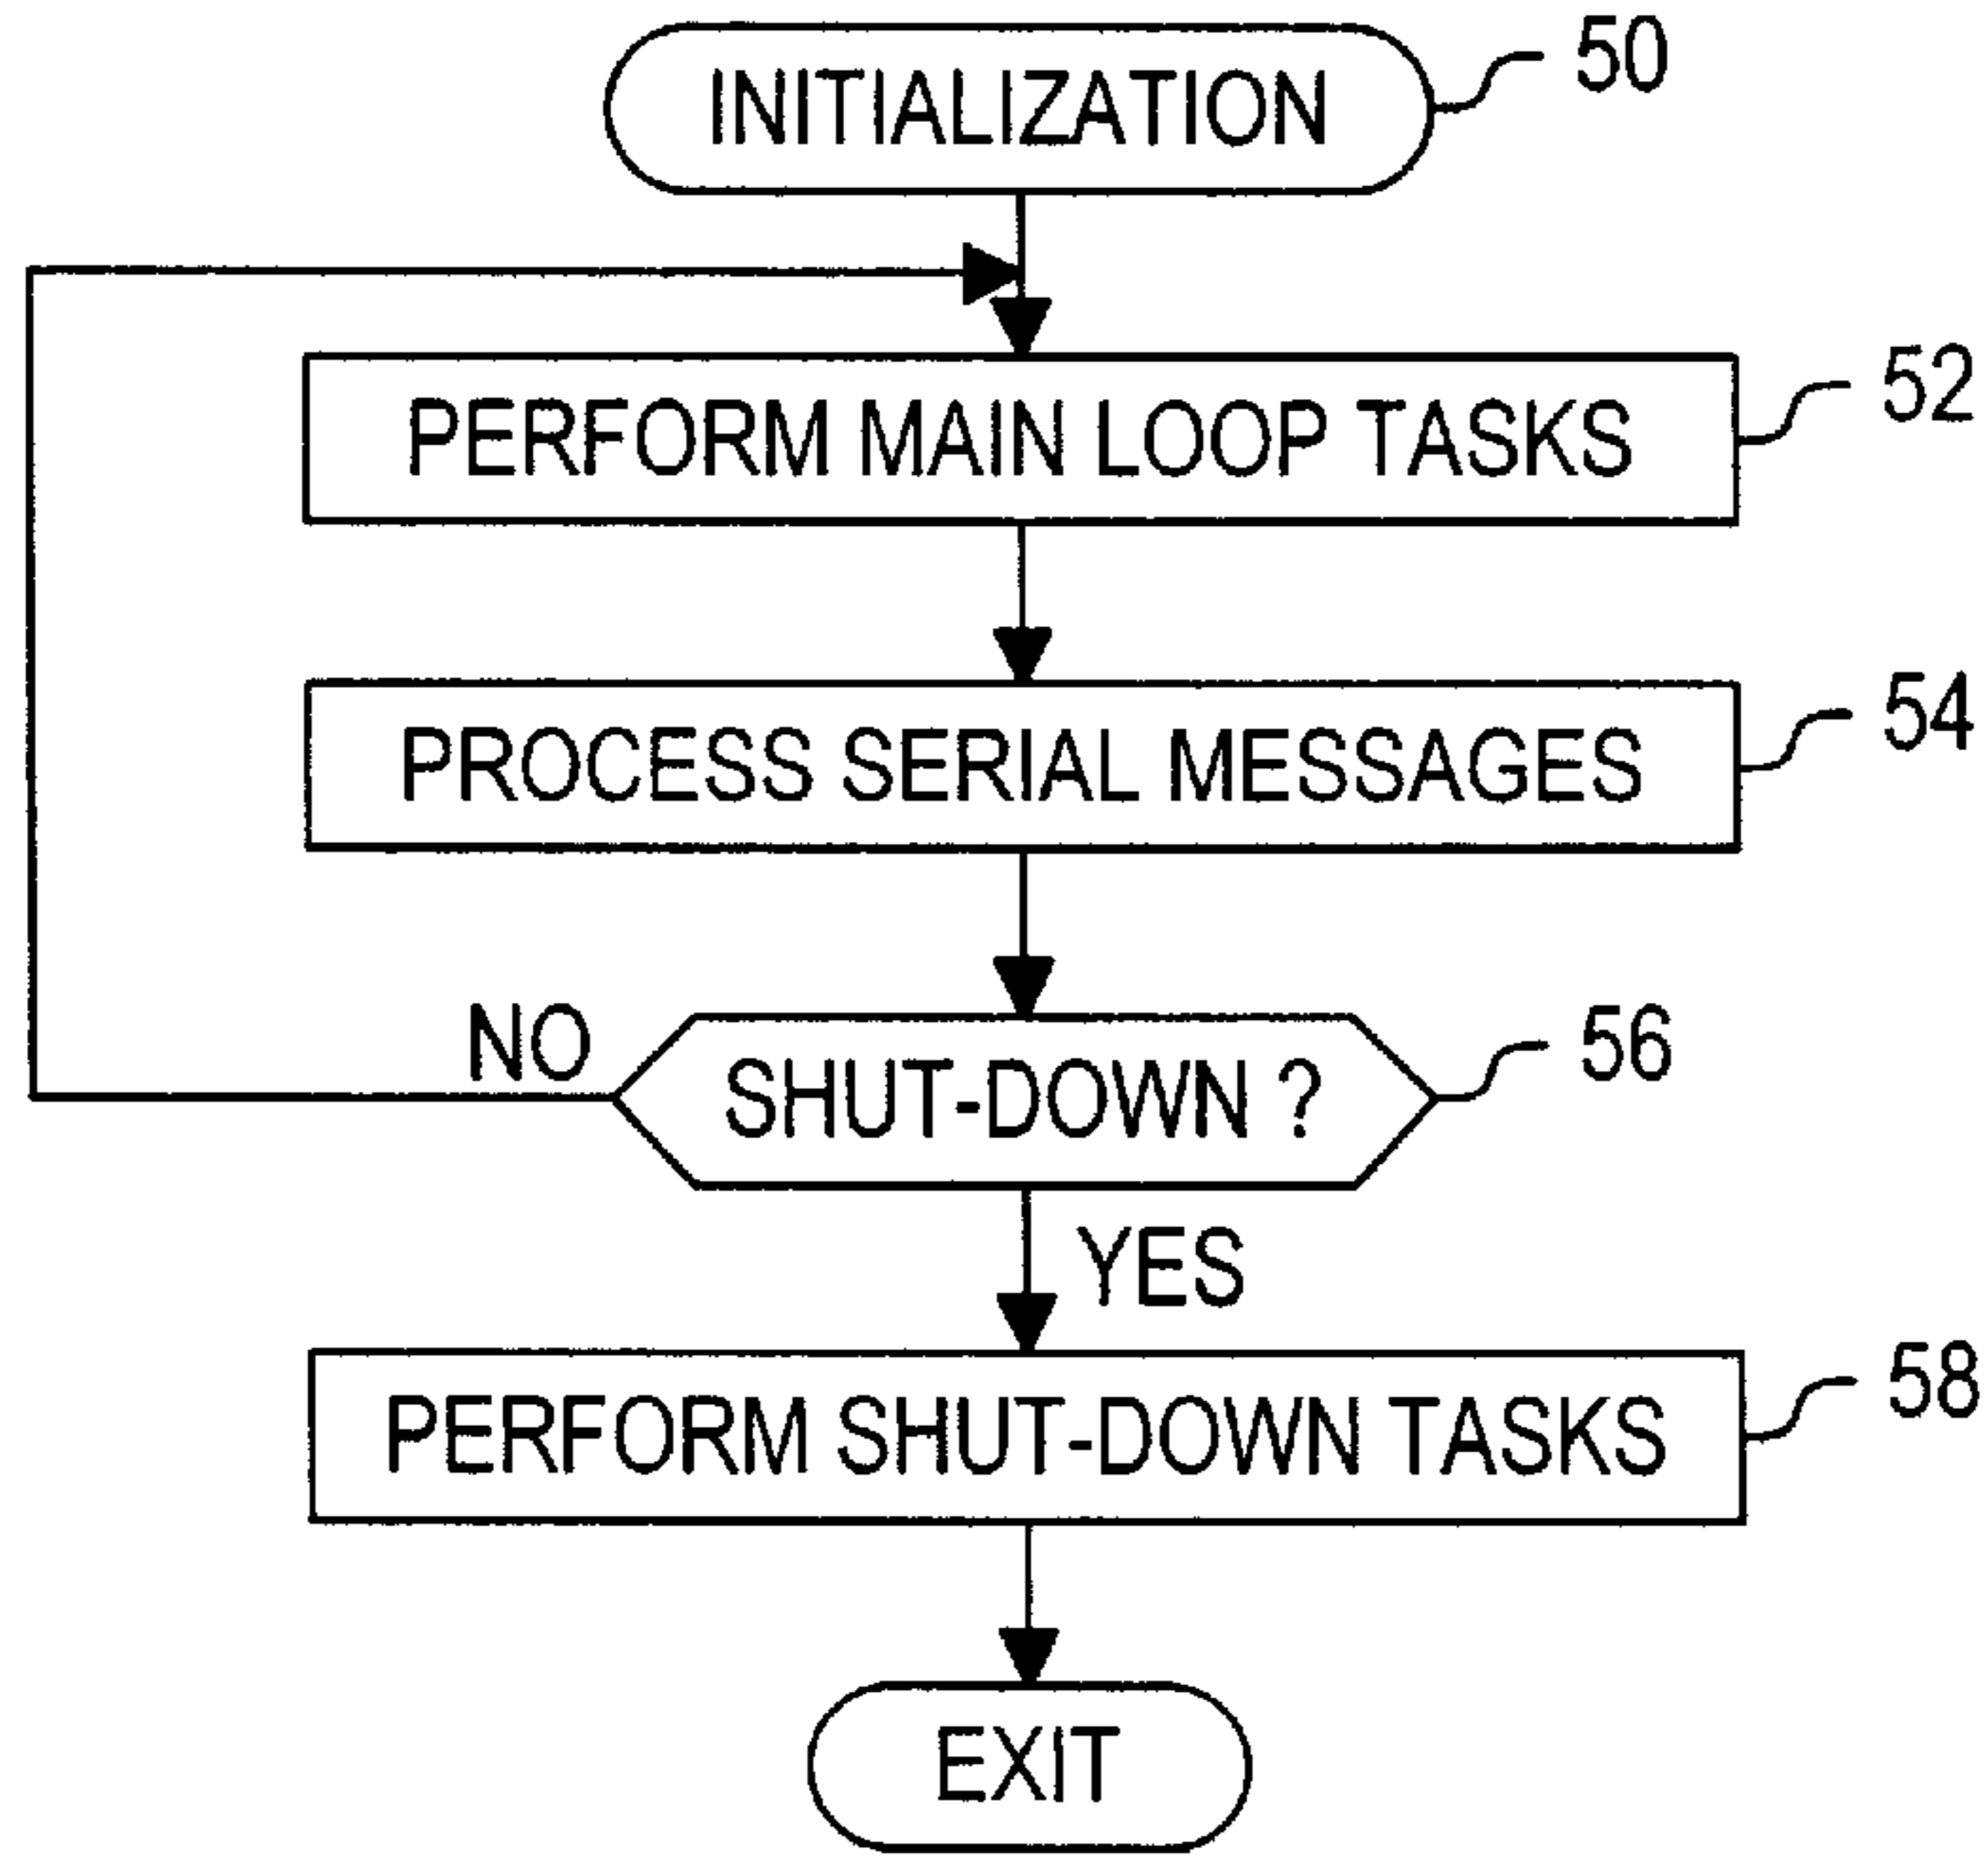 INITIALIZATION
50
PERFORM MAIN LOOP TASKS
52
PROCESS SERIAL MESSAGES
54
NO
SHUT-DOWN ?
56
YES
PERFORM SHUT-DOWN TASKS
58
EXIT